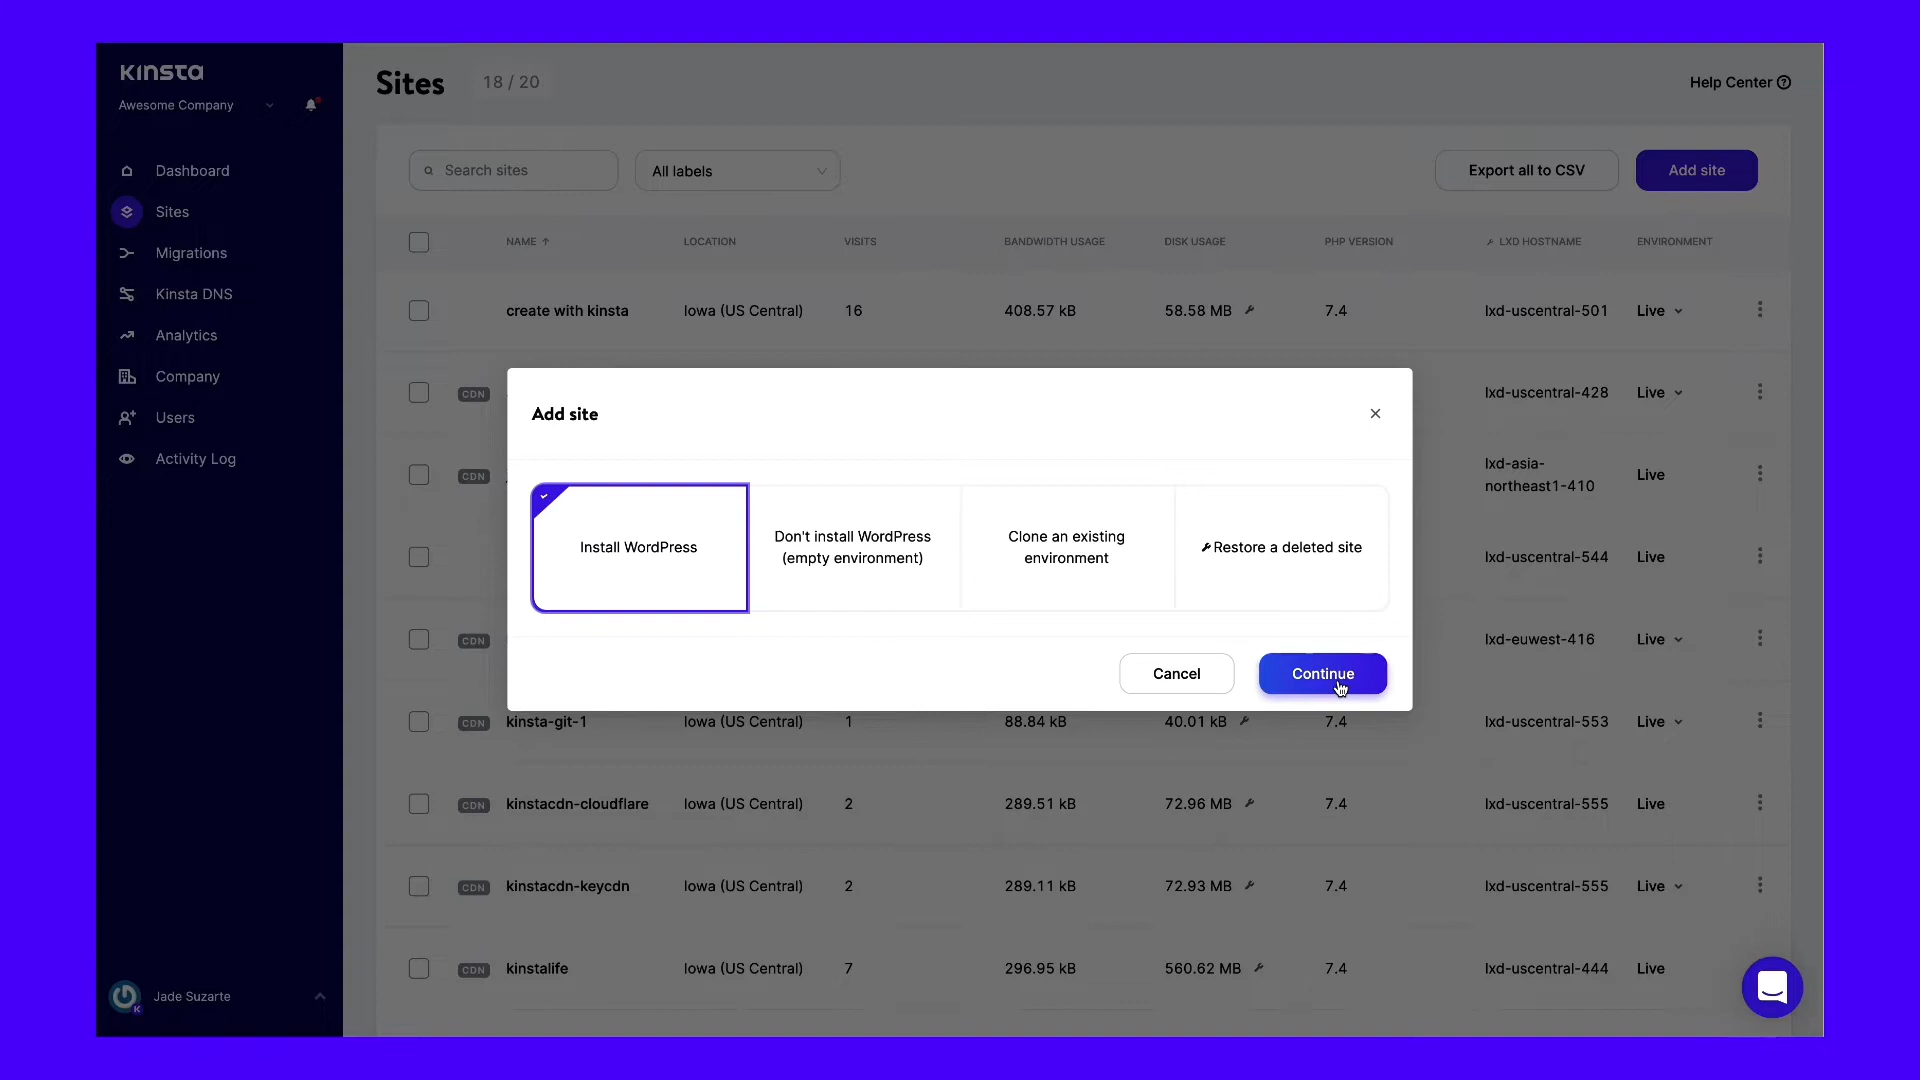 KINSTA
Awesome Company
Dashboard
Sites
Migrations
Kinsta DNS
Analytics
Company
Users
Activity Log
K
Jade Suzarte
Sites 18 / 20
Help Center
Search sites
All labels
Export all to CSV
Add site
NAME LOCATION VISITS BANDWIDTH USAGE DISK USAGE PHP VERSION LXD HOSTNAME ENVIRONMENT
create with kinsta Iowa (US Central) 16 408.57 kB 58.58 MB 7.4 lxd-uscentral-501 Live
CDN lxd-uscentral-428 Live
CDN lxd-asia-
northeast1-410 Live
lxd-uscentral-544 Live
CDN lxd-euwest-416 Live
Add site
Install WordPress
Don't install WordPress
(empty environment)
Clone an existing
environment
Restore a deleted site
Cancel
Continue
CDN kinsta-git-1 Iowa (US Central) 1 88.84 kB 40.01 kB 7.4 lxd-uscentral-553 Live
CDN kinstacdn-cloudflare Iowa (US Central) 2 289.51 kB 72.96 MB 7.4 lxd-uscentral-555 Live
CDN kinstacdn-keycdn Iowa (US Central) 2 289.11 kB 72.93 MB 7.4 lxd-uscentral-555 Live
CDN kinstalife Iowa (US Central) 7 296.95 kB 560.62 MB 7.4 lxd-uscentral-444 Live